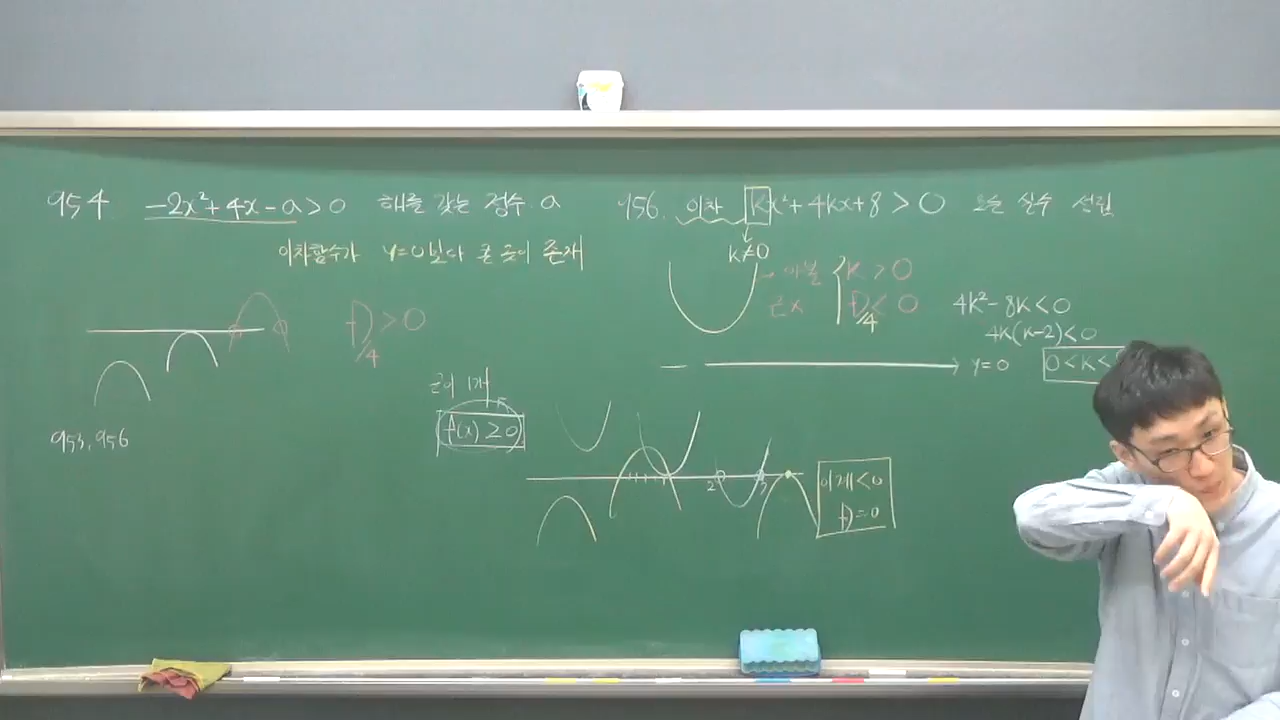 954 -2x²+4x-a>0 해를 갖는 정수 a
이차함수가 y=0보다 큰 곳이 존재
D/4 >0
953, 956
956. 이차 kx²+4kx+8>0 모든 실수 성립
k≠0
아볼 k>0
근x D/4<0
4k²-8k<0
4k(k-2)<0
y=0 0<k<
근이 1개
f(x)≥0
2 3
이계<0
D=0